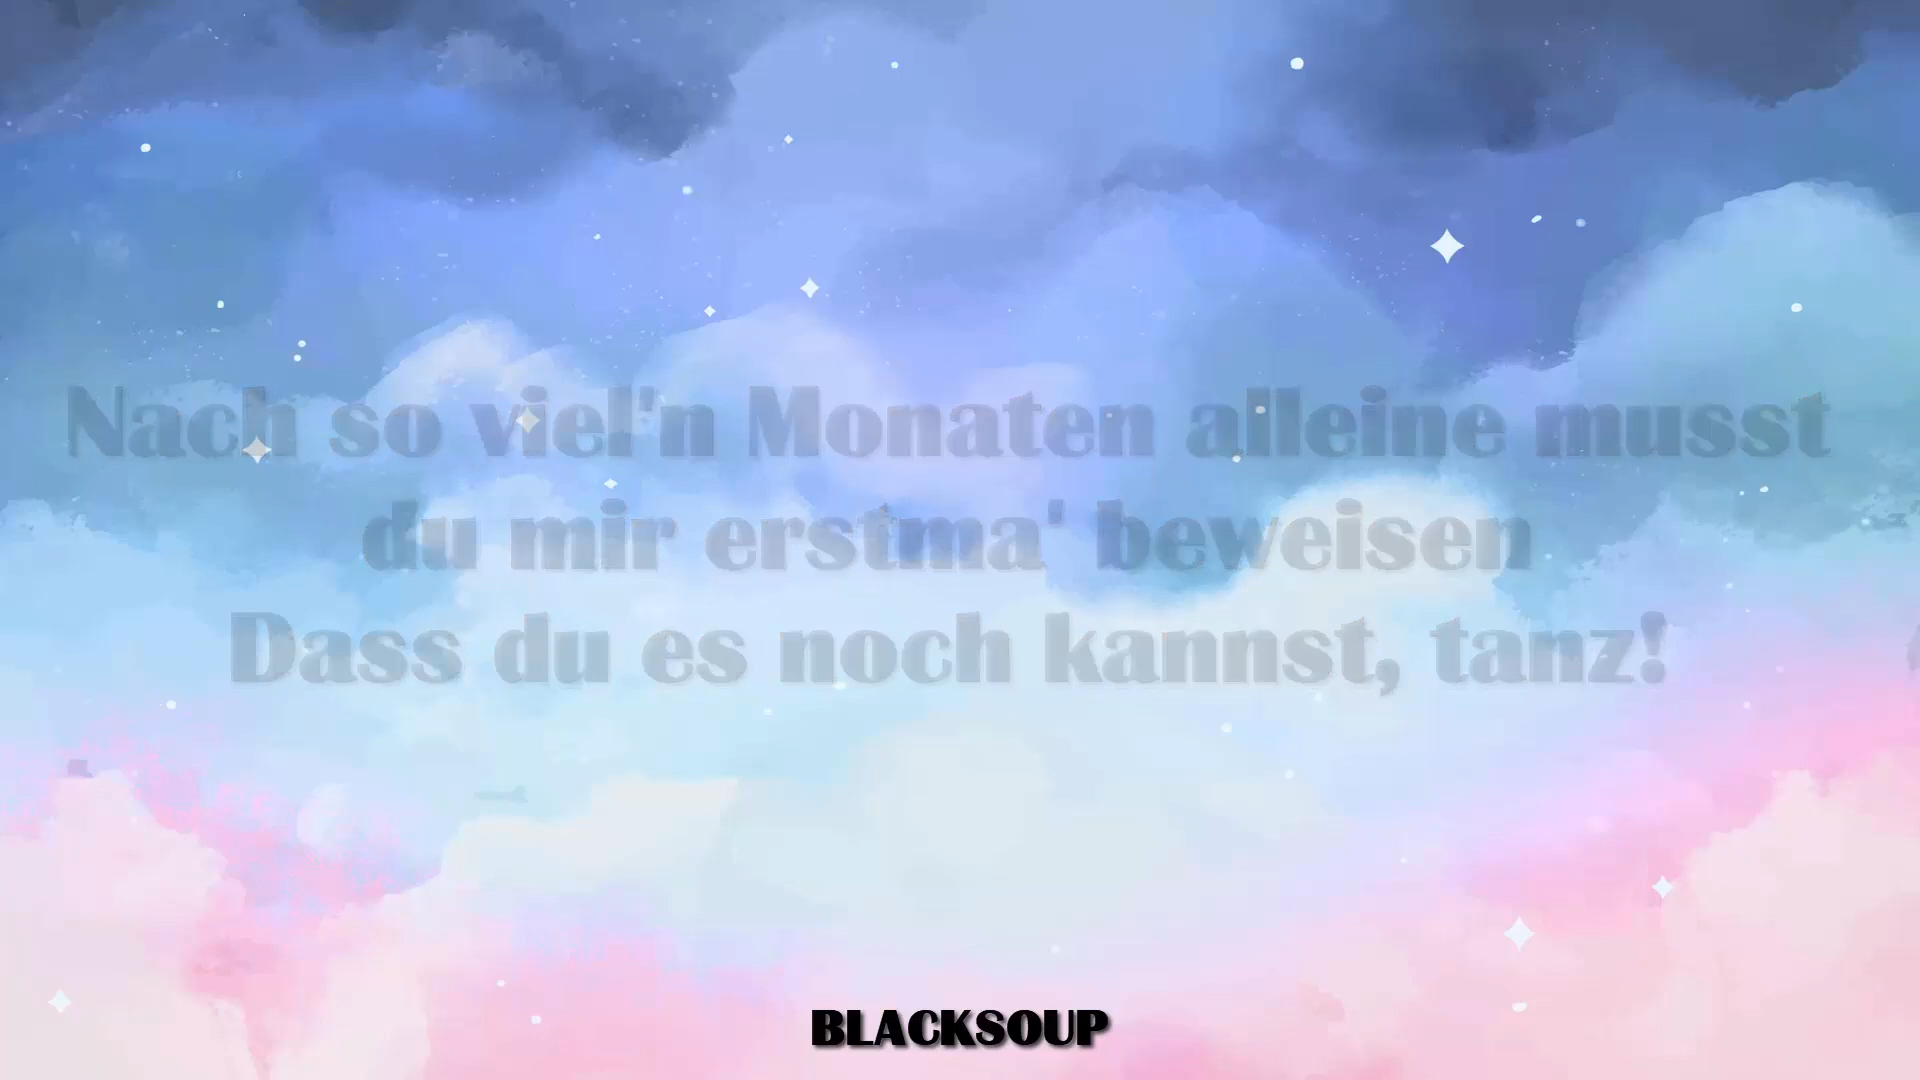 Nach so viel'n Monaten alleine musst
du mir erstma' beweisen
Dass du es noch kannst, tanz!
BLACKSOUP